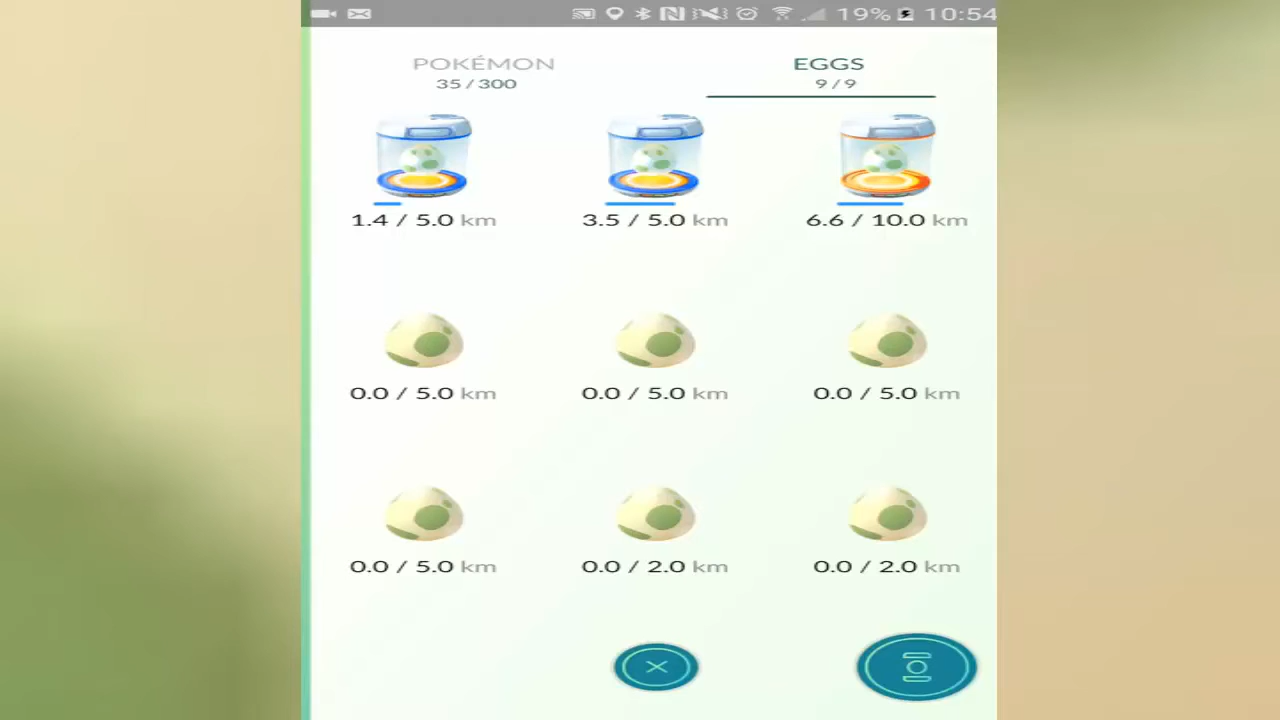 19% 10:54
POKÉMON EGGS
35 / 300 9 / 9
1.4 / 5.0 km 3.5 / 5.0 km 6.6 / 10.0 km
0.0 / 5.0 km 0.0 / 5.0 km 0.0 / 5.0 km
0.0 / 5.0 km 0.0 / 2.0 km 0.0 / 2.0 km